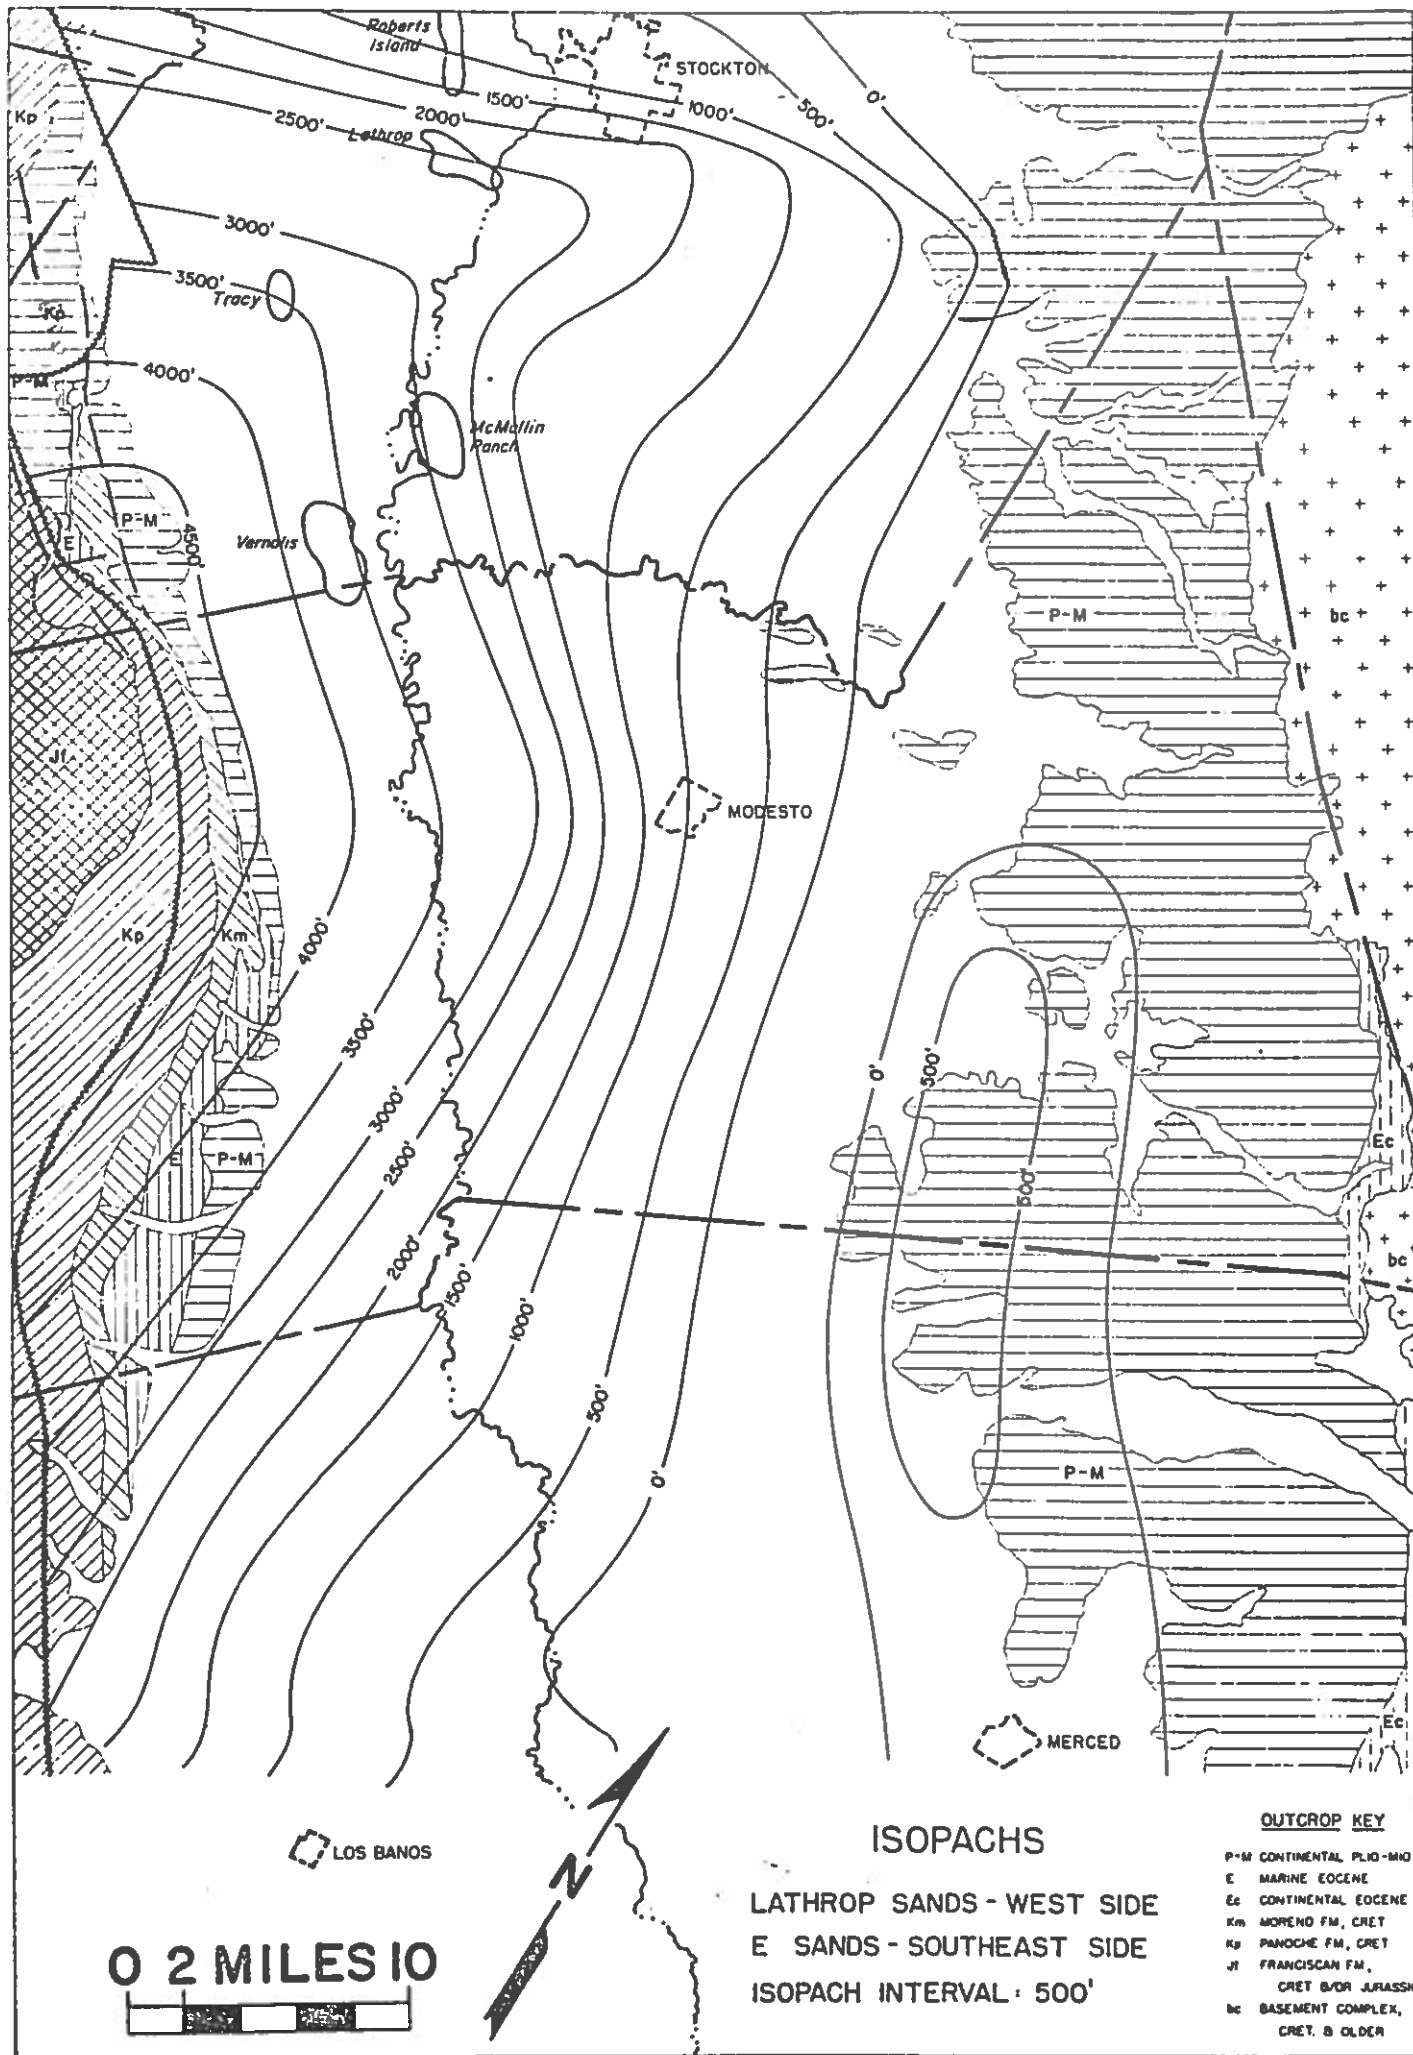 Roberts
Island
STOCKTON
0'
500'
1000'
1500'
2000'
2500'
Lathrop
Kp
3000'
3500'
Tracy
Kp
P-M
4000'
McMullin
Ranch
P-M
4500'
E
Vernalis
P-M
bc
Jf
MODESTO
Kp
Km
4000'
3500'
0'
500'
3000'
Ec
2500'
E
P-M
500'
2000'
1500'
bc
1000'
500'
0'
P-M
Ec
MERCED
LOS BANOS
N
0 2 MILES 10
ISOPACHS
LATHROP SANDS - WEST SIDE
E SANDS - SOUTHEAST SIDE
ISOPACH INTERVAL: 500'
OUTCROP KEY
P-M CONTINENTAL PLIO-MIO
E MARINE EOCENE
Ec CONTINENTAL EOCENE
Km MORENO FM, CRET
Kp PANOCHE FM, CRET
Jf FRANCISCAN FM,
CRET &/OR JURASSI
bc BASEMENT COMPLEX,
CRET. & OLDER